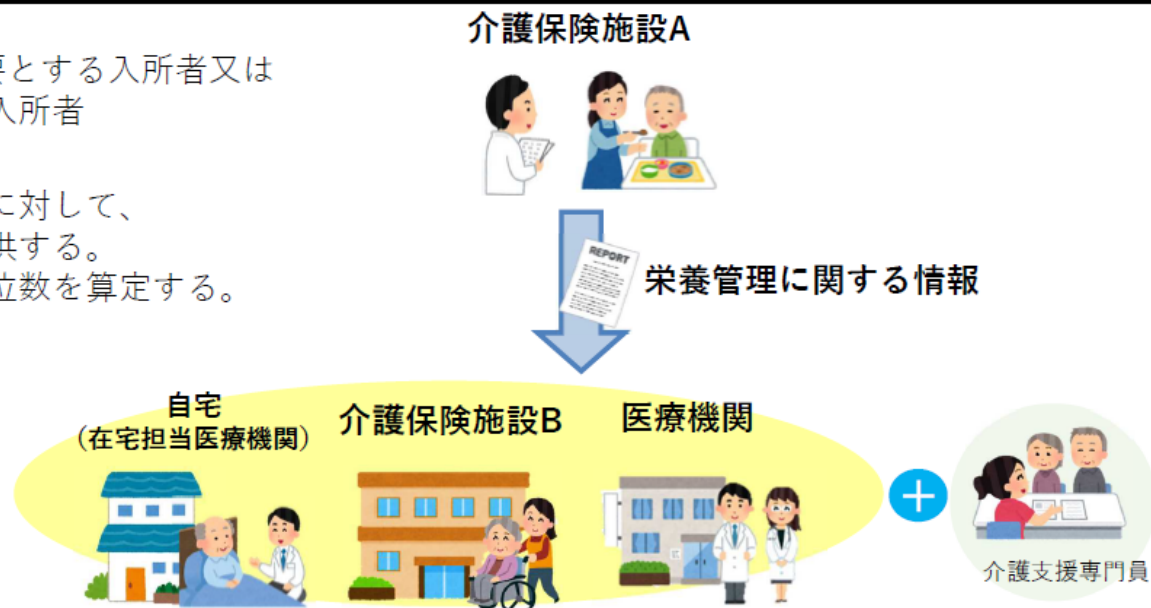 介護保険施設A
要とする入所者又は
入所者
に対して、
供する。
位数を算定する。
REPORT
栄養管理に関する情報
自宅
（在宅担当医療機関）
介護保険施設B
医療機関
介護支援専門員